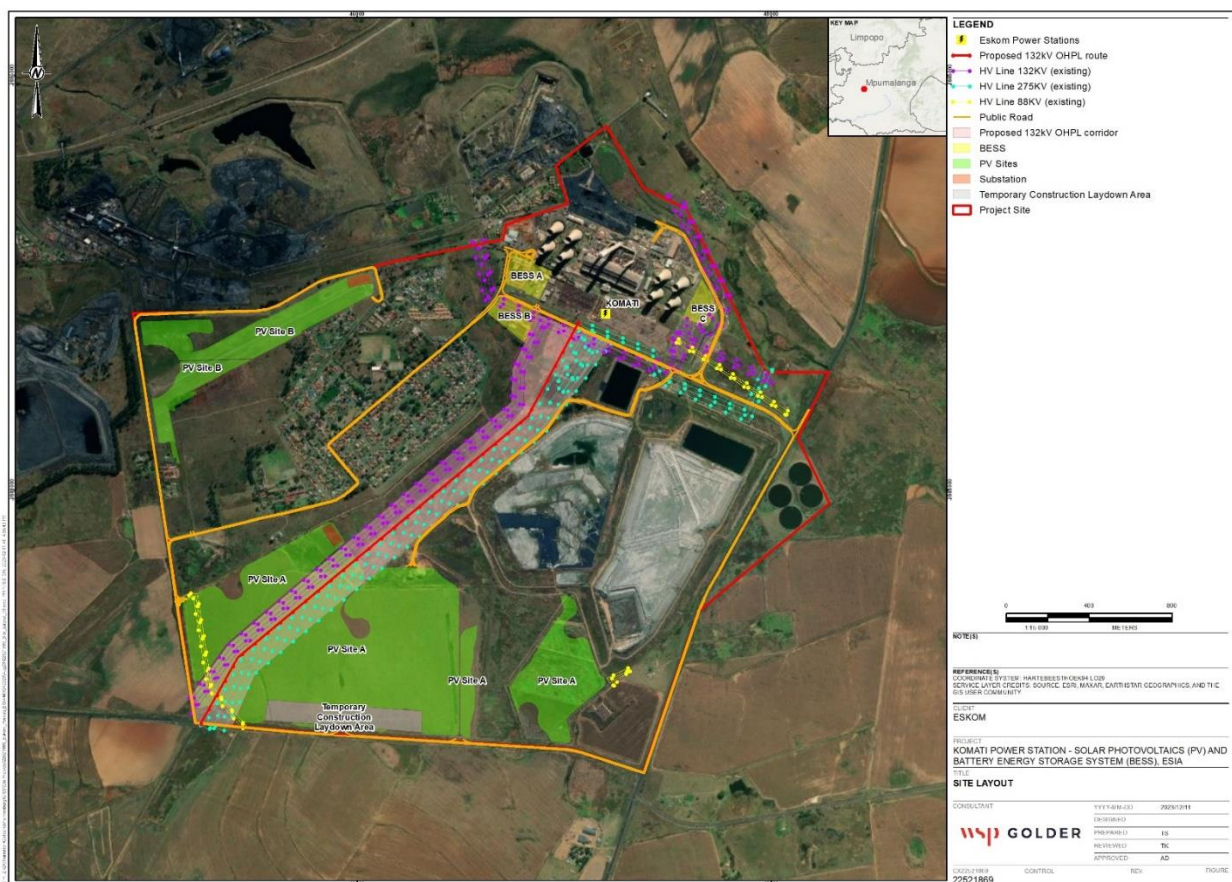 KEY MAP
Limpopo
Mpumalanga
BESS A
BESS B
KOMATI
BESS
C
PV Site B
PV Site B
PV Site A
PV Site A
PV Site A
PV Site A
Temporary
Construction
Laydown Area
LEGEND
Eskom Power Stations
Proposed 132kV OHPL route
HV Line 132KV (existing)
HV Line 275KV (existing)
HV Line 88KV (existing)
Public Road
Proposed 132kV OHPL corridor
BESS
PV Sites
Substation
Temporary Construction Laydown Area
Project Site
0 400 800
METERS
NOTE(S)
REFERENCE(S)
SERVICE LAYER CREDITS: SOURCE: ESRI, MAXAR, EARTHSTAR GEOGRAPHICS, AND THE
GIS USER COMMUNITY
CLIENT
ESKOM
PROJECT
KOMATI POWER STATION - SOLAR PHOTOVOLTAICS (PV) AND
BATTERY ENERGY STORAGE SYSTEM (BESS), ESIA
TITLE
SITE LAYOUT
CONSULTANT
YYYY-MM-DD
DESIGNED
PREPARED
REVIEWED TK
APPROVED AD
wsp GOLDER
CONTROL REV. FIGURE
22521869